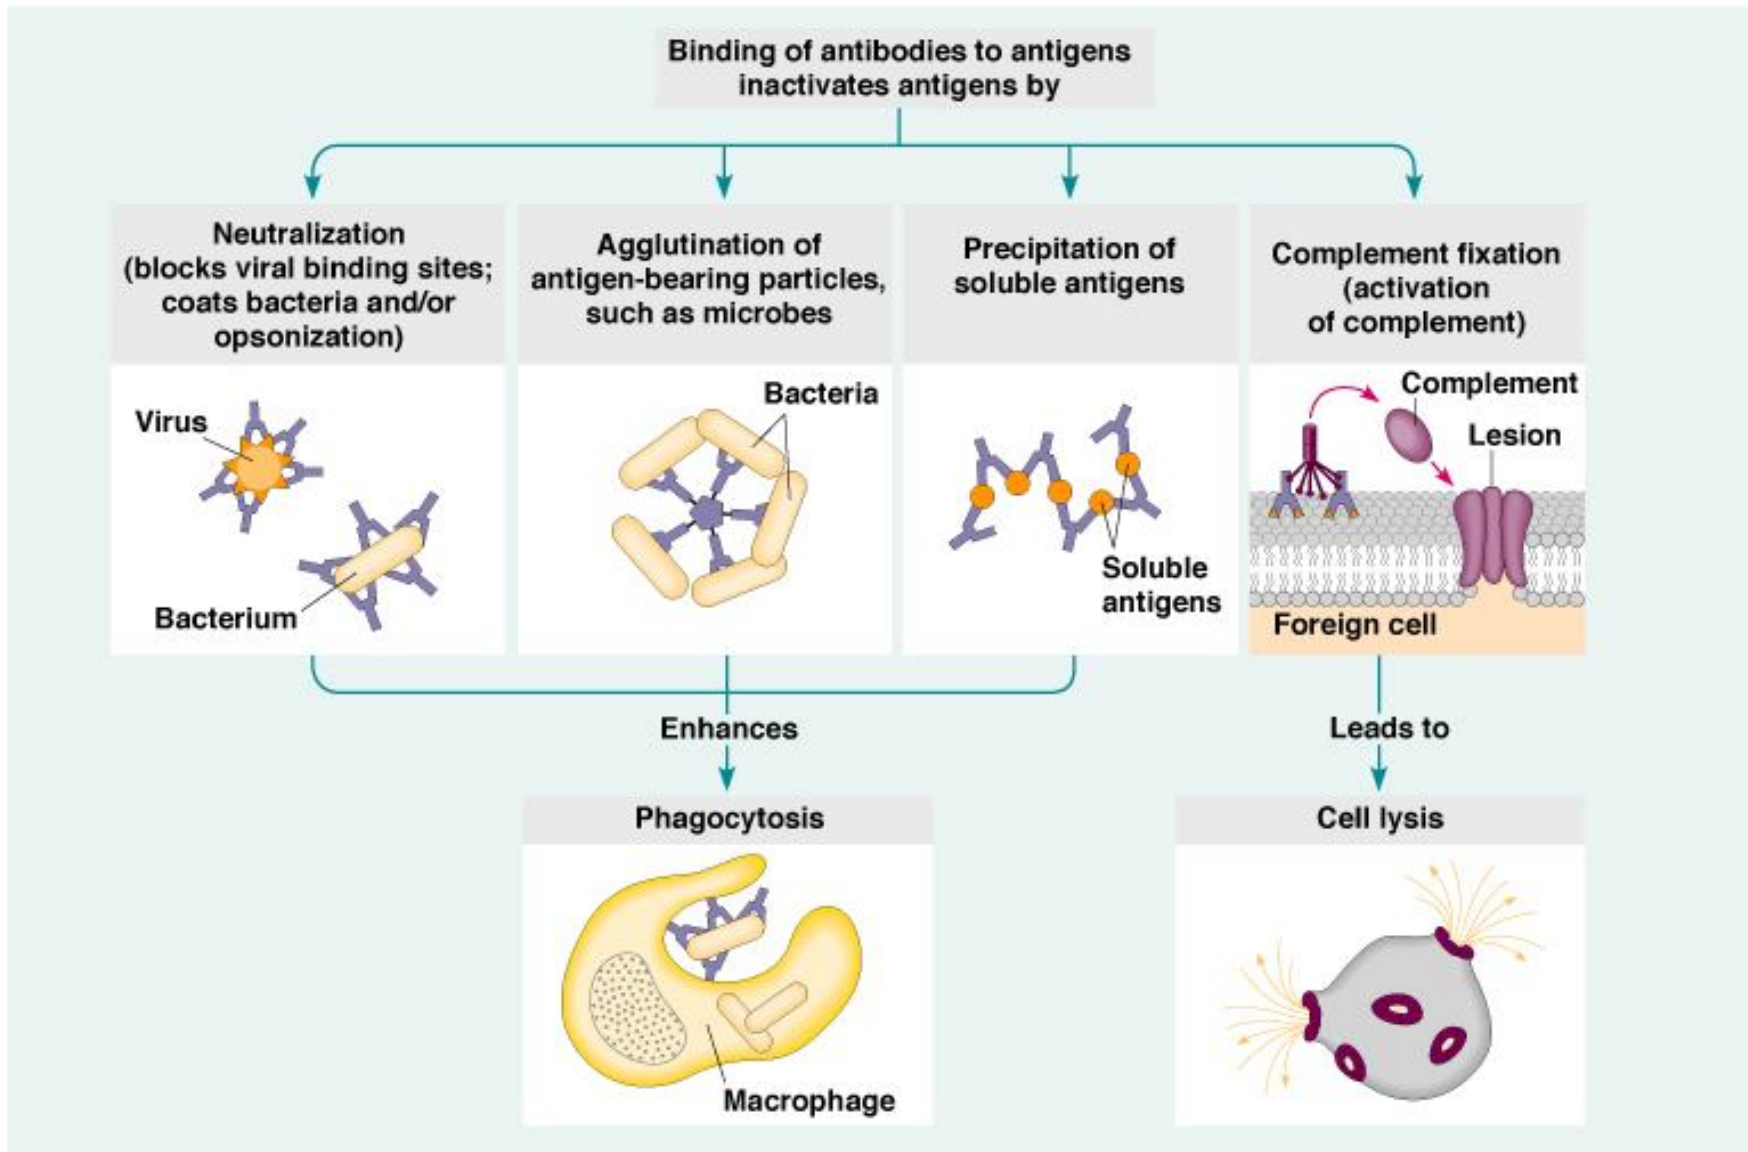 Binding of antibodies to antigens
inactivates antigens by
Neutralization
(blocks viral binding sites;
coats bacteria and/or
opsonization)
Agglutination of
antigen-bearing particles,
such as microbes
Precipitation of
soluble antigens
Complement fixation
(activation
of complement)
Virus
Bacterium
Bacteria
Soluble
antigens
Complement
Lesion
Foreign cell
Enhances
Leads to
Phagocytosis
Macrophage
Cell lysis